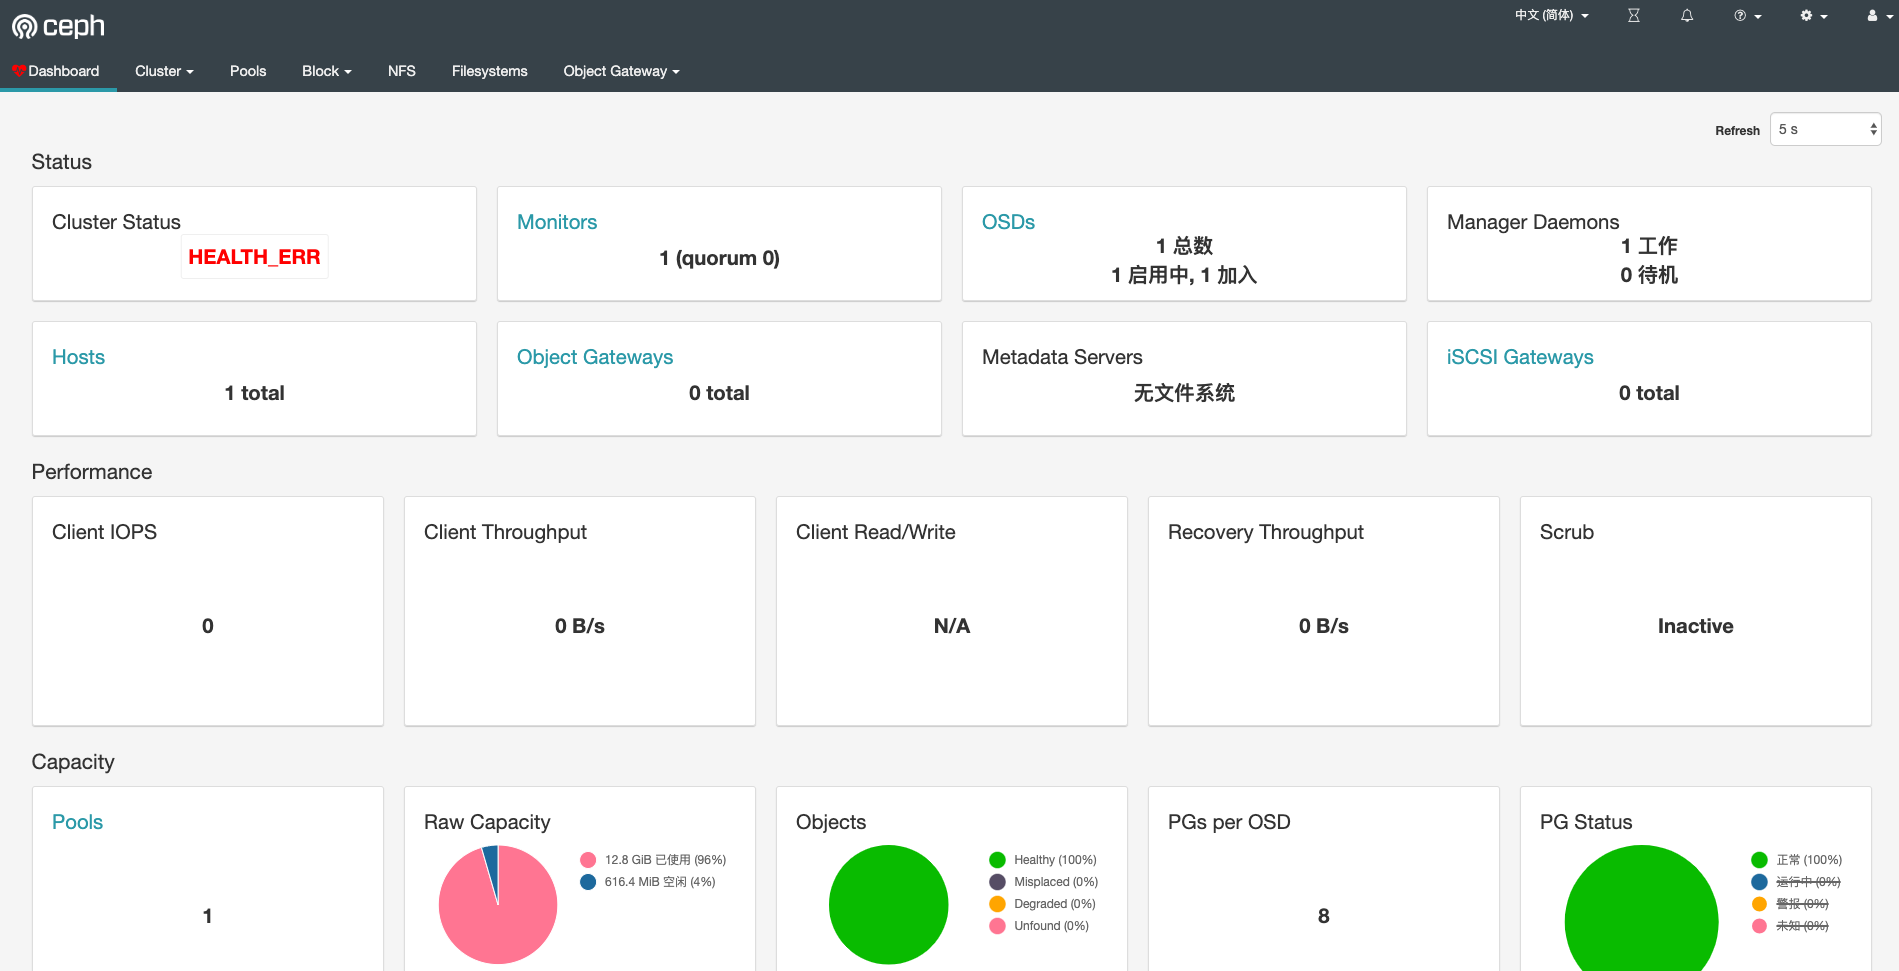 ceph
中文 (简体)
Dashboard
Cluster
Pools
Block
NFS
Filesystems
Object Gateway
Refresh
5 s
Status
Cluster Status
HEALTH_ERR
Monitors
1 (quorum 0)
OSDs
1 总数
1 启用中, 1 加入
Manager Daemons
1 工作
0 待机
Hosts
1 total
Object Gateways
0 total
Metadata Servers
无文件系统
iSCSI Gateways
0 total
Performance
Client IOPS
0
Client Throughput
0 B/s
Client Read/Write
N/A
Recovery Throughput
0 B/s
Scrub
Inactive
Capacity
Pools
1
Raw Capacity
12.8 GiB 已使用 (96%)
616.4 MiB 空闲 (4%)
Objects
Healthy (100%)
Misplaced (0%)
Degraded (0%)
Unfound (0%)
PGs per OSD
8
PG Status
正常 (100%)
运行中 (0%)
警报 (0%)
未知 (0%)